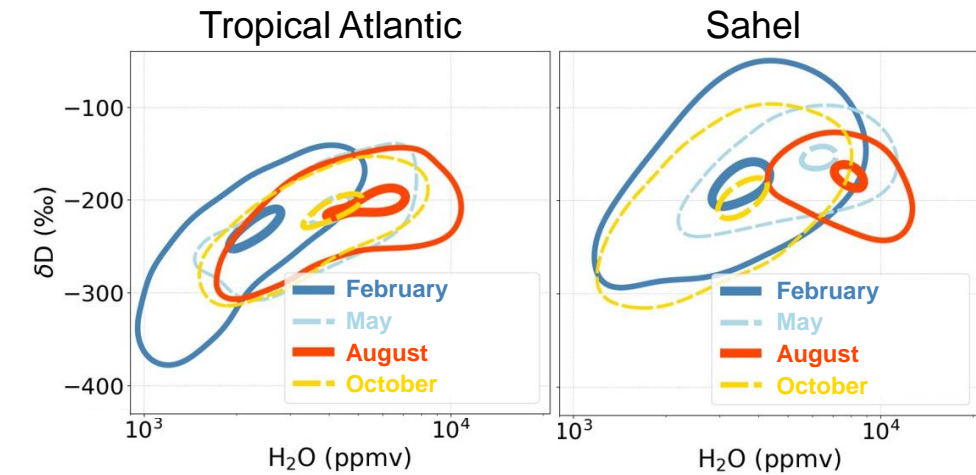 Tropical Atlantic
Sahel
δD (‰)
−100
−200
−300
−400
February
May
August
October
February
May
August
October
10³
10⁴
10³
10⁴
H₂O (ppmv)
H₂O (ppmv)